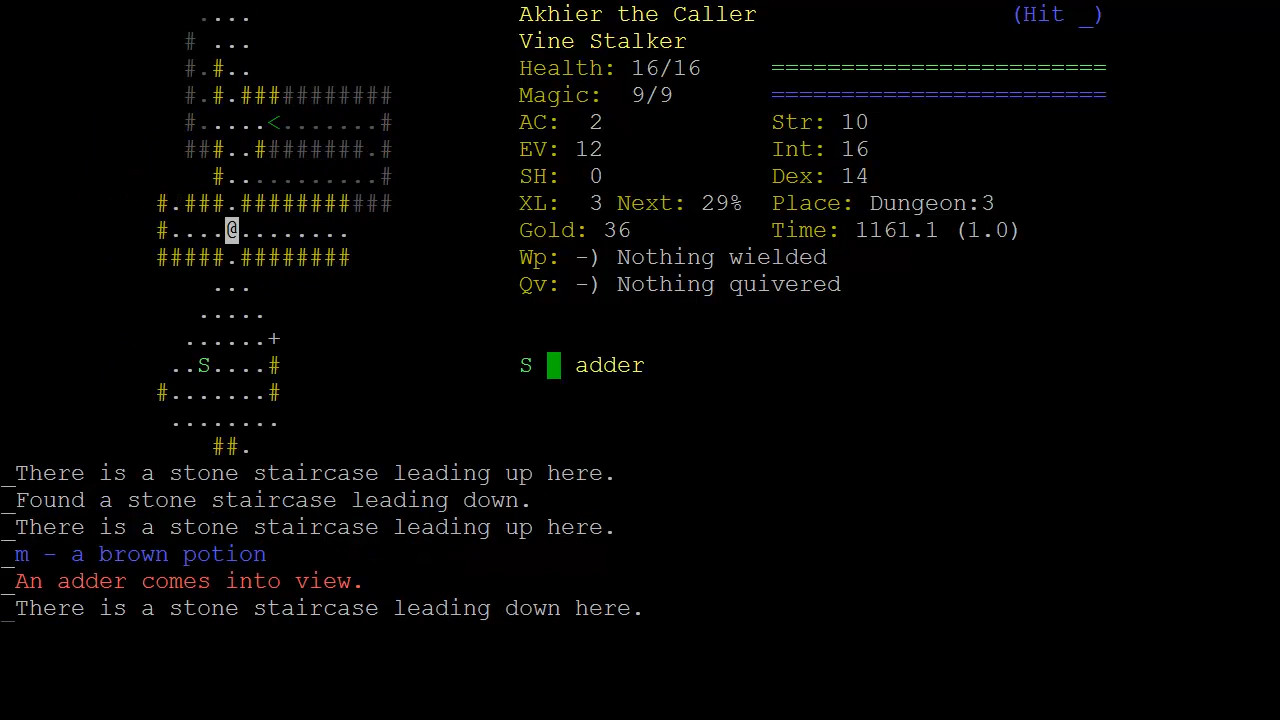 .... Akhier the Caller (Hit _)
# ... Vine Stalker
#.#.. Health: 16/16 ========================
#.#.########### Magic: 9/9 ========================
#.....<.......# AC: 2 Str: 10
###..########.# EV: 12 Int: 16
#...........# SH: 0 Dex: 14
#.###.########### XL: 3 Next: 29% Place: Dungeon:3
#....@........ Gold: 36 Time: 1161.1 (1.0)
#####.######## Wp: -) Nothing wielded
... Qv: -) Nothing quivered
.....
......+
..S....# S adder
#.......#
........
##.
_There is a stone staircase leading up here.
_Found a stone staircase leading down.
_There is a stone staircase leading up here.
_m - a brown potion
_An adder comes into view.
_There is a stone staircase leading down here.